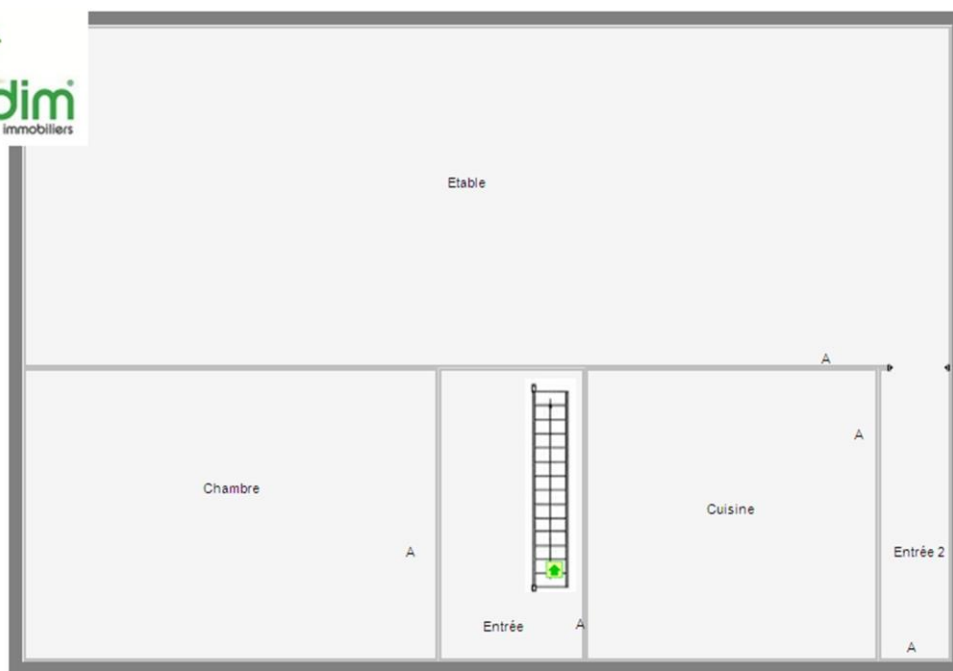 dim
immobiliers
Etable
A
A
Chambre
Cuisine
A
Entrée 2
Entrée
A
A